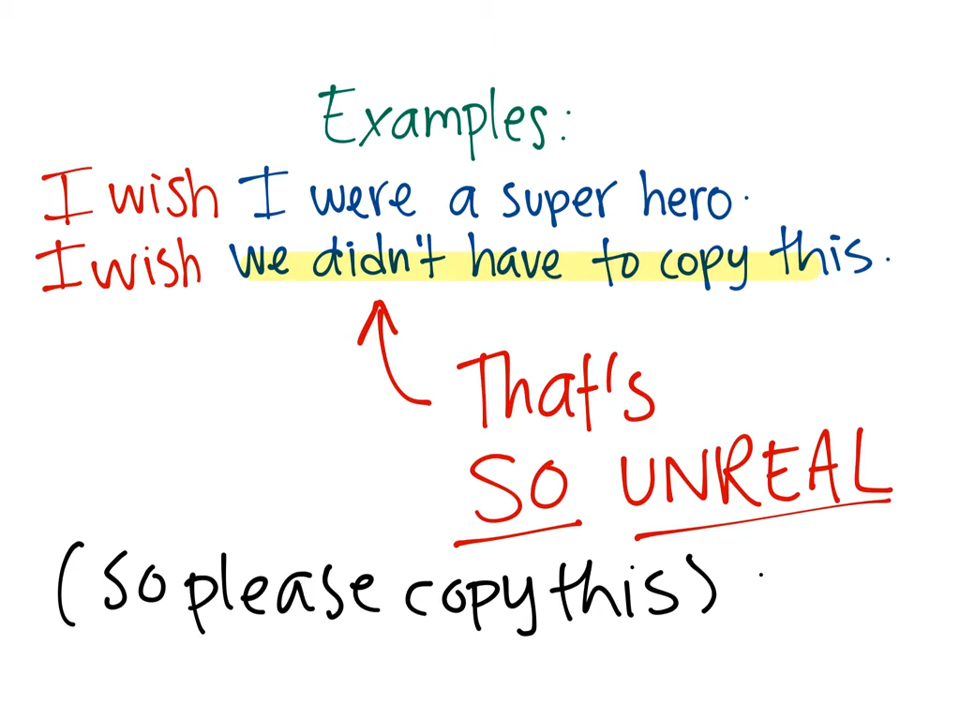 Examples:
I wish I were a super hero.
I wish we didn't have to copy this.
That's
SO UNREAL
(so please copy this)